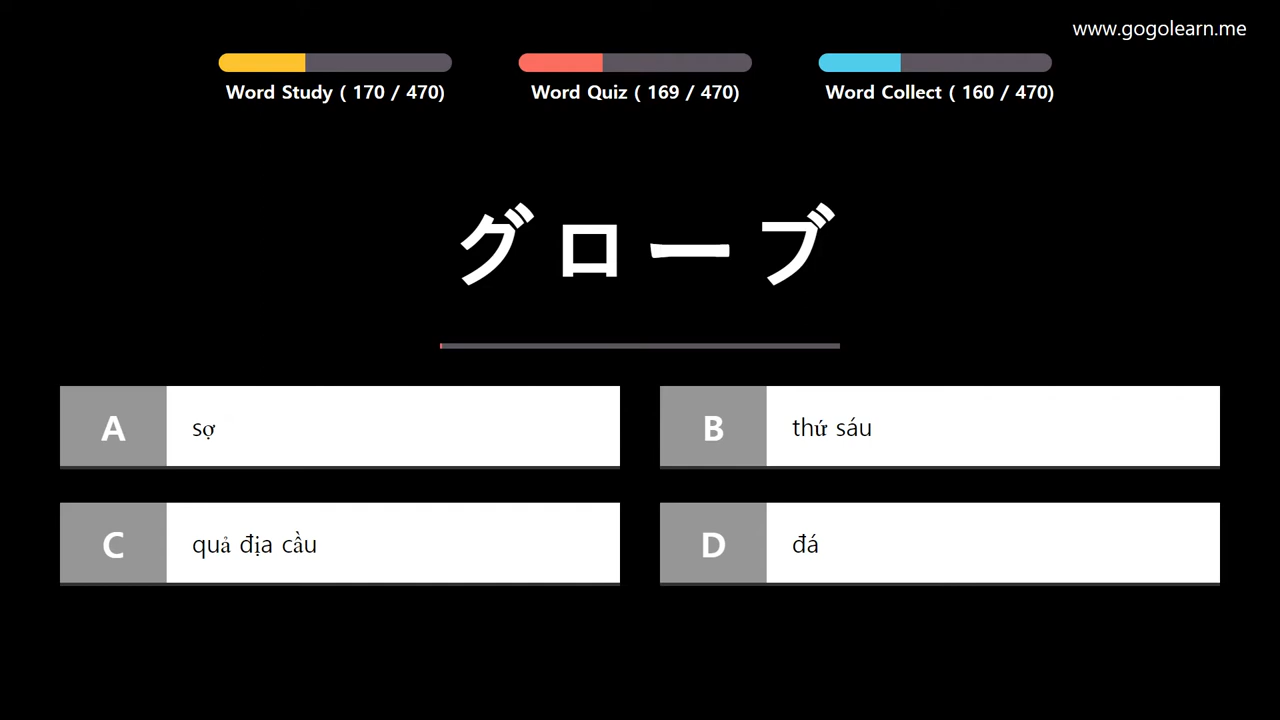 www.gogolearn.me
Word Study ( 170 / 470)
Word Quiz ( 169 / 470)
Word Collect ( 160 / 470)
グローブ
A
sợ
B
thứ sáu
C
quả địa cầu
D
đá